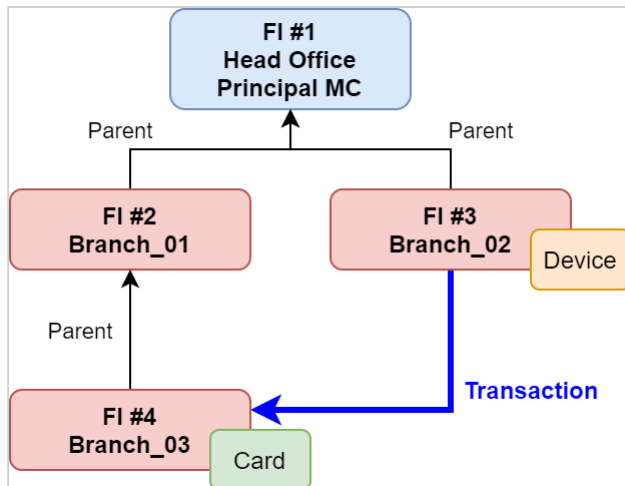 FI #1
Head Office
Principal MC
Parent
Parent
FI #2
Branch_01
FI #3
Branch_02
Device
Parent
Transaction
FI #4
Branch_03
Card